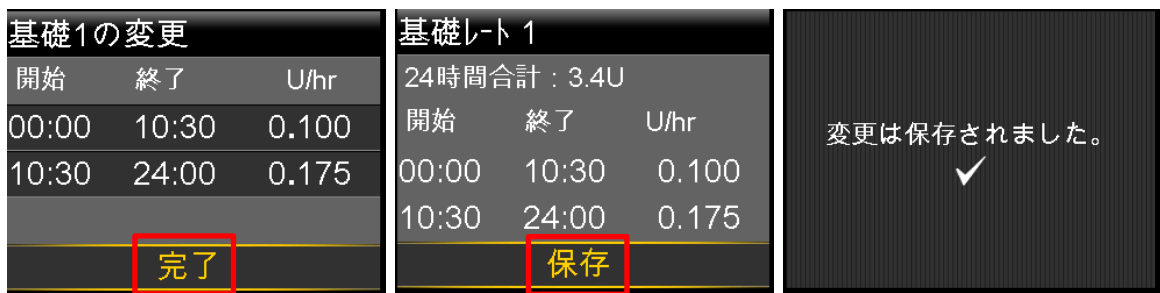 基礎1の変更
開始 終了 U/hr
00:00 10:30 0.100
10:30 24:00 0.175
完了
基礎ﾚｰﾄ 1
24時間合計:3.4U
開始 終了 U/hr
00:00 10:30 0.100
10:30 24:00 0.175
保存
変更は保存されました。